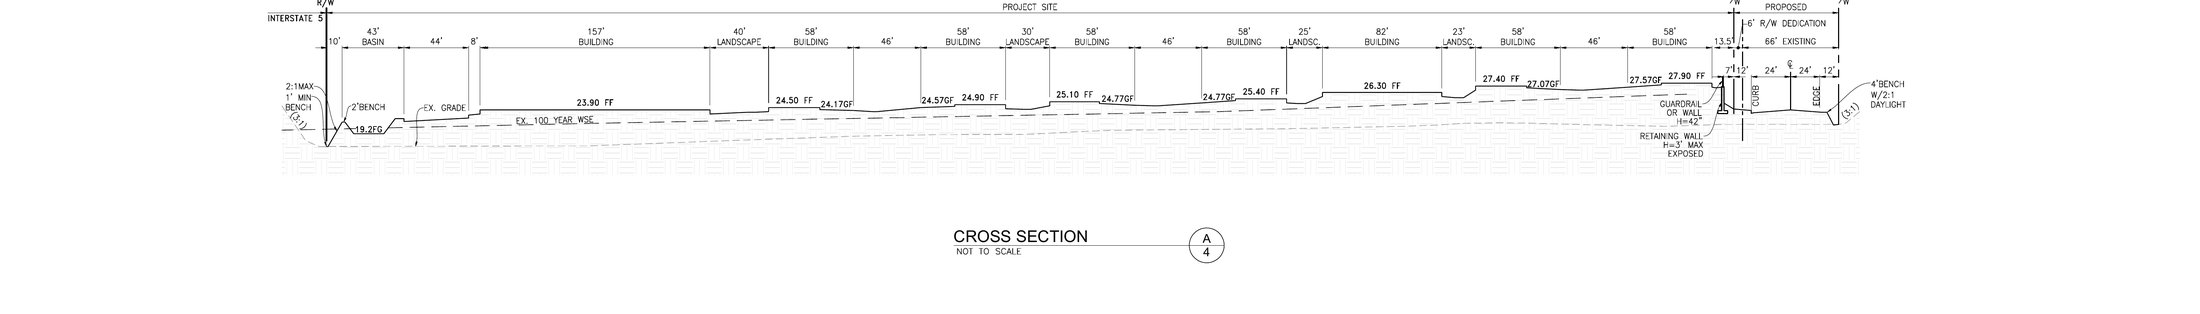 R/W
PROJECT SITE
/W
PROPOSED
/W
INTERSTATE 5
6' R/W DEDICATION
10'
43'
BASIN
44'
8'
157'
BUILDING
40'
LANDSCAPE
58'
BUILDING
46'
58'
BUILDING
30'
LANDSCAPE
58'
BUILDING
46'
58'
BUILDING
25'
LANDSC.
82'
BUILDING
23'
LANDSC.
58'
BUILDING
46'
58'
BUILDING
13.5'
66' EXISTING
7'
12'
24'
℄
24'
12'
2:1MAX
1' MIN
BENCH
(3:1)
2'BENCH
19.2FG
EX. GRADE
23.90 FF
EX. 100 YEAR WSE
24.50 FF
24.17GF
24.57GF
24.90 FF
25.10 FF
24.77GF
24.77GF
25.40 FF
26.30 FF
27.40 FF
27.07GF
27.57GF
27.90 FF
GUARDRAIL
OR WALL
H=42"
RETAINING WALL
H=3' MAX
EXPOSED
CURB
EDGE
4'BENCH
W/2:1
DAYLIGHT
(3:1)
CROSS SECTION
NOT TO SCALE
A
4